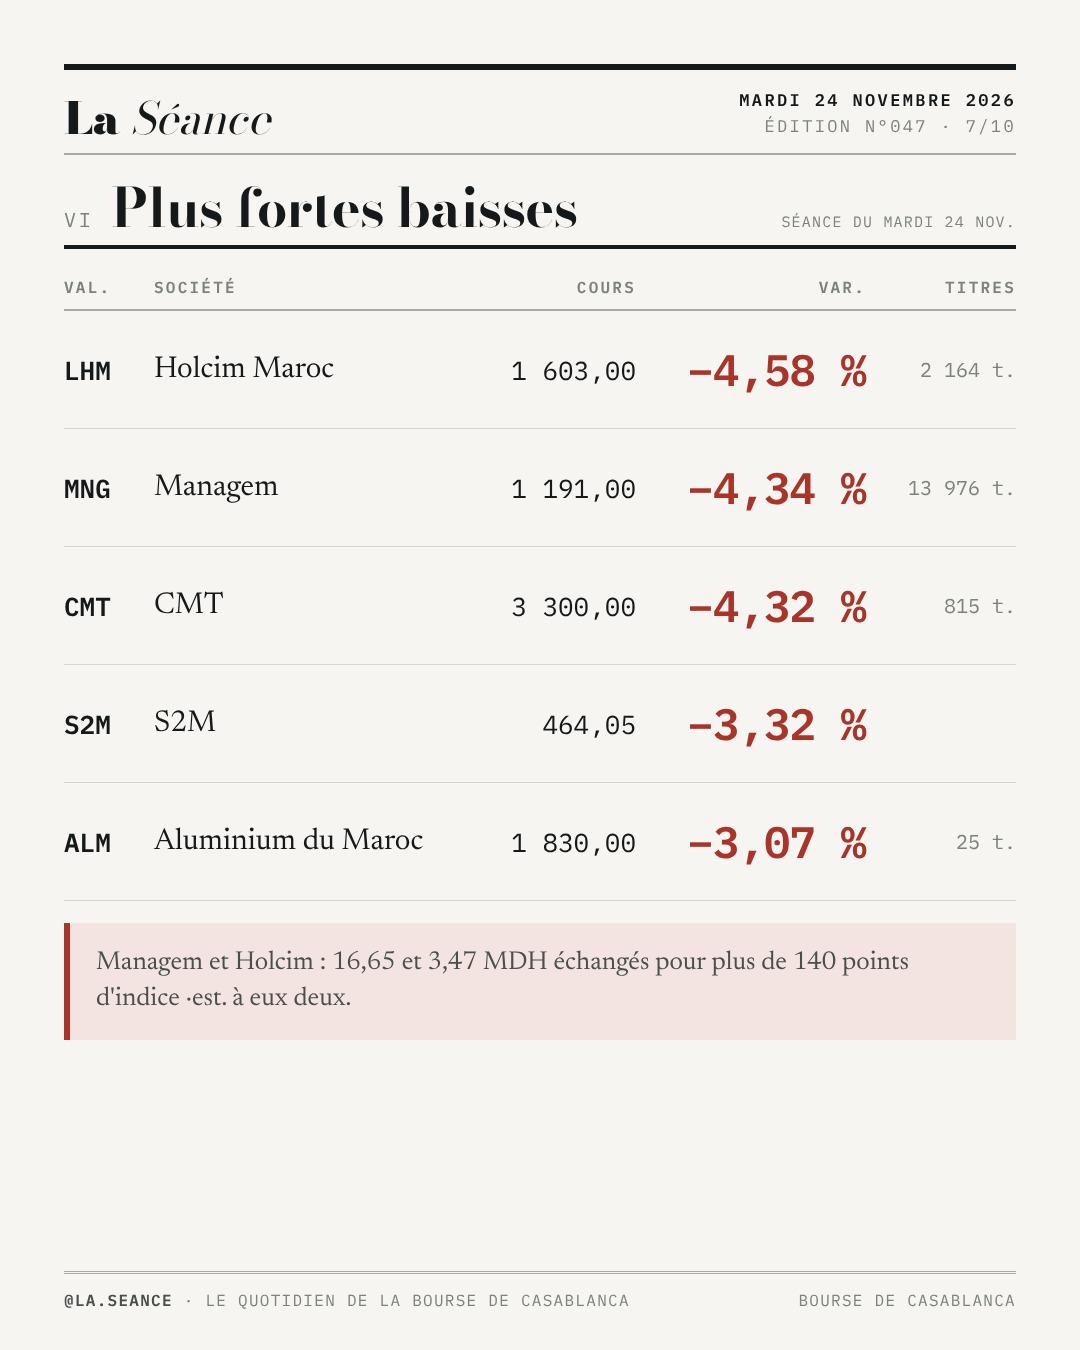 La Séance
MARDI 24 NOVEMBRE 2026
ÉDITION N°047 · 7/10
VI Plus fortes baisses
SÉANCE DU MARDI 24 NOV.
VAL. SOCIÉTÉ COURS VAR. TITRES
LHM Holcim Maroc 1 603,00 −4,58 % 2 164 t.
MNG Managem 1 191,00 −4,34 % 13 976 t.
CMT CMT 3 300,00 −4,32 % 815 t.
S2M S2M 464,05 −3,32 %
ALM Aluminium du Maroc 1 830,00 −3,07 % 25 t.
Managem et Holcim : 16,65 et 3,47 MDH échangés pour plus de 140 points
d'indice ·est. à eux deux.
@LA.SEANCE · LE QUOTIDIEN DE LA BOURSE DE CASABLANCA
BOURSE DE CASABLANCA